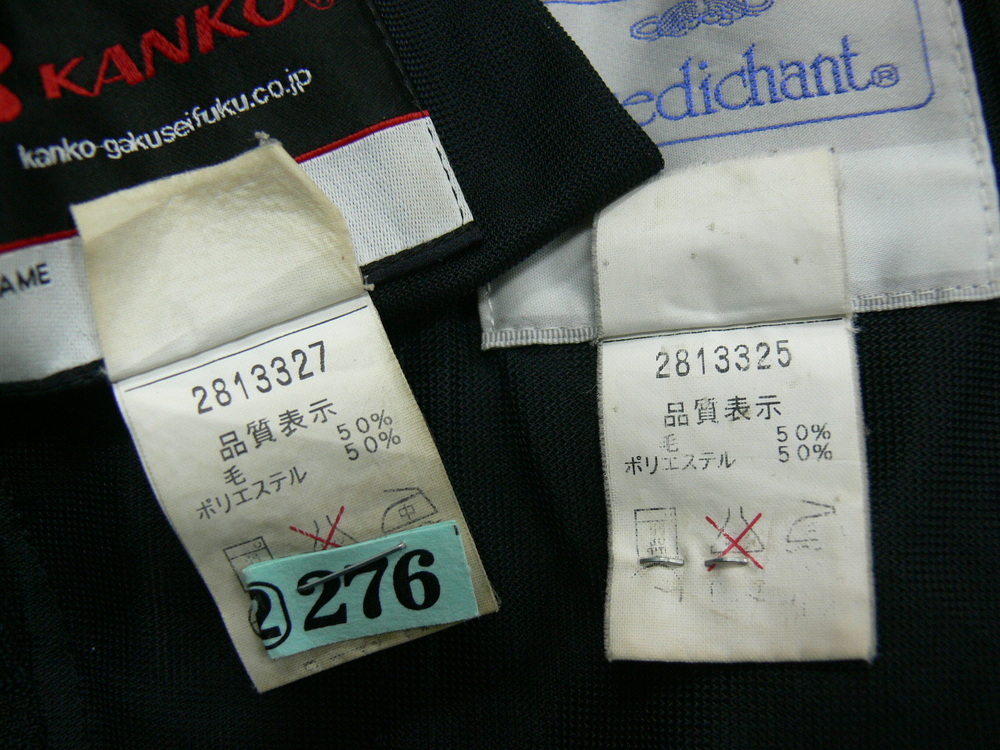 KANKO®
kanko-gakuseifuku.co.jp
AME
2813327
品質表示
毛 50%
ポリエステル 50%
中
② 276
edichant®
2813325
品質表示
毛 50%
ポリエステル 50%